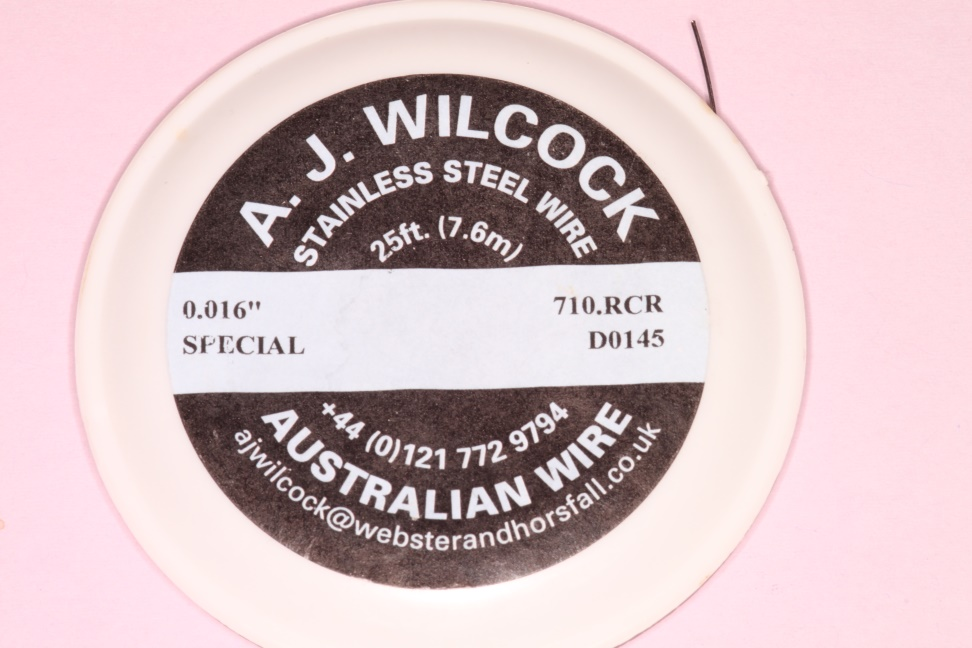 A. J. WILCOCK
STAINLESS STEEL WIRE
25ft. (7.6m)
0.016" 710.RCR
SPECIAL D0145
+44 (0)121 772 9794
AUSTRALIAN WIRE
ajwilcock@websterandhorsfall.co.uk